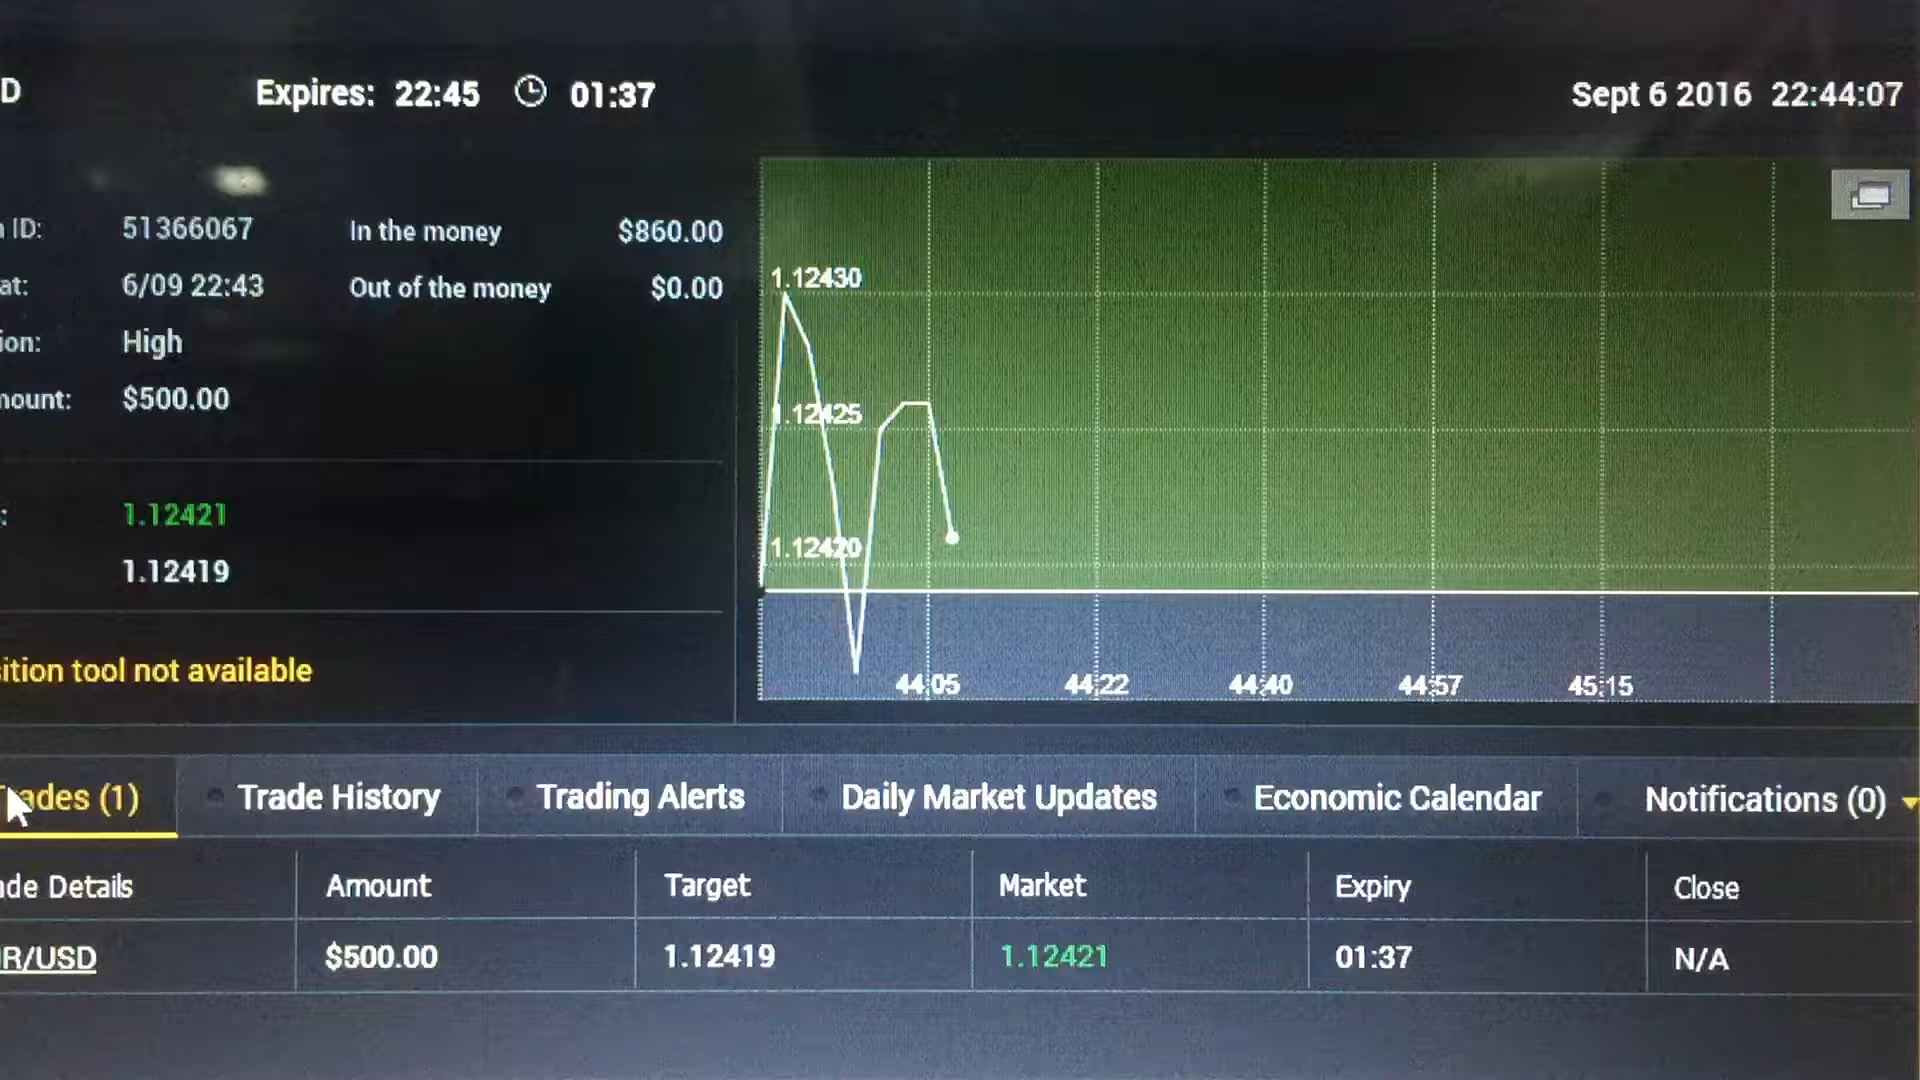 D Expires: 22:45 01:37 Sept 6 2016 22:44:07
ID: 51366067 In the money $860.00
at: 6/09 22:43 Out of the money $0.00
ion: High
mount: $500.00
: 1.12421
1.12419
ition tool not available
1.12430
1.12425
1.12420
44:05 44:22 44:40 44:57 45:15
rades (1) Trade History Trading Alerts Daily Market Updates Economic Calendar Notifications (0)
de Details Amount Target Market Expiry Close
R/USD $500.00 1.12419 1.12421 01:37 N/A